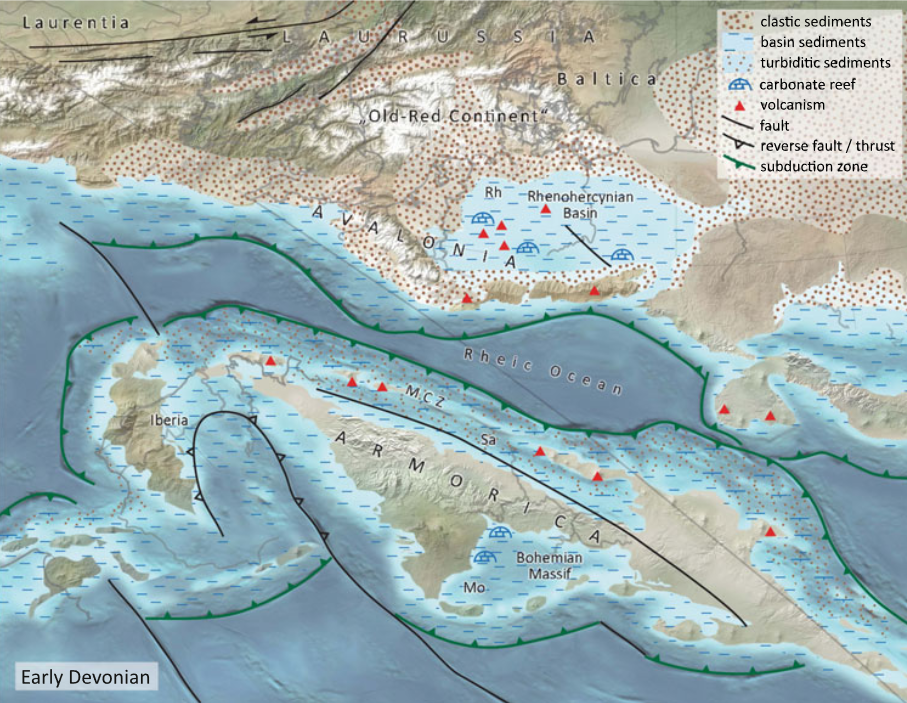 Laurentia
LAURUSSIA
Baltica
„Old-Red Continent“
clastic sediments
basin sediments
turbiditic sediments
carbonate reef
volcanism
fault
reverse fault / thrust
subduction zone
Rh
Rhenohercynian
Basin
AVALONIA
Rheic Ocean
MCZ
Iberia
Sa
ARMORICA
Bohemian
Massif
Mo
Early Devonian